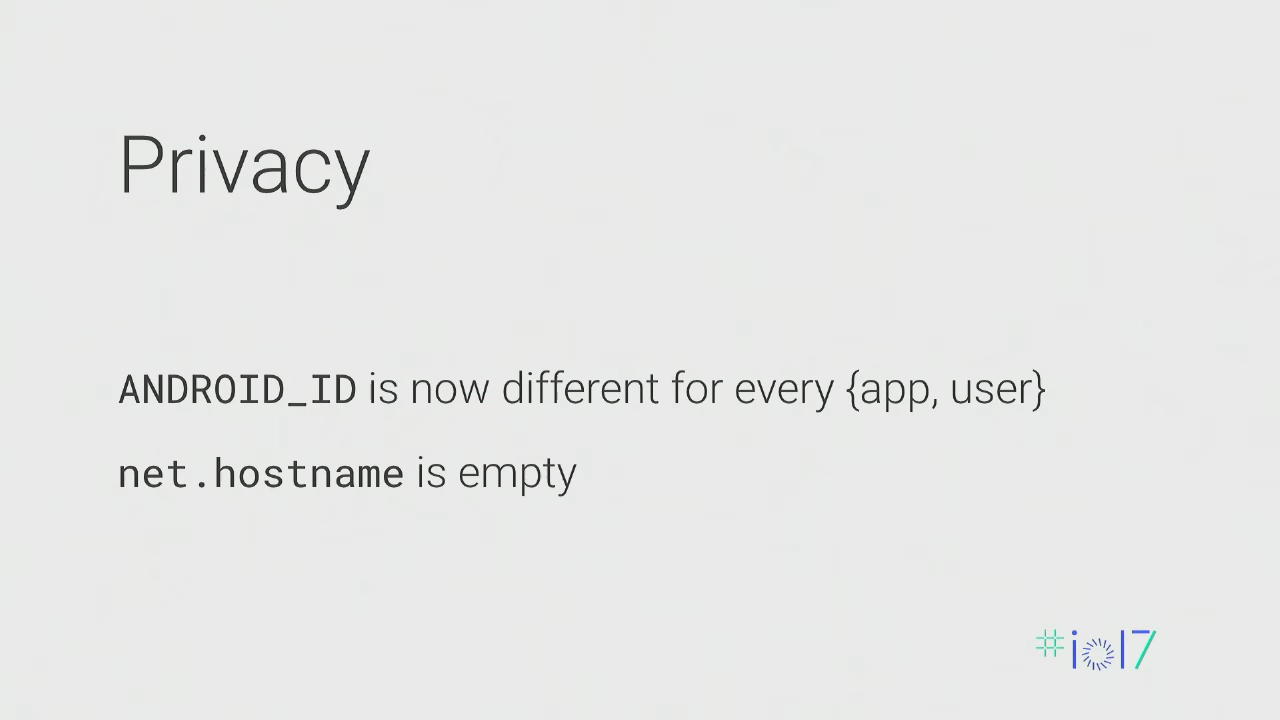 Privacy
ANDROID_ID is now different for every {app, user}
net.hostname is empty
#io17